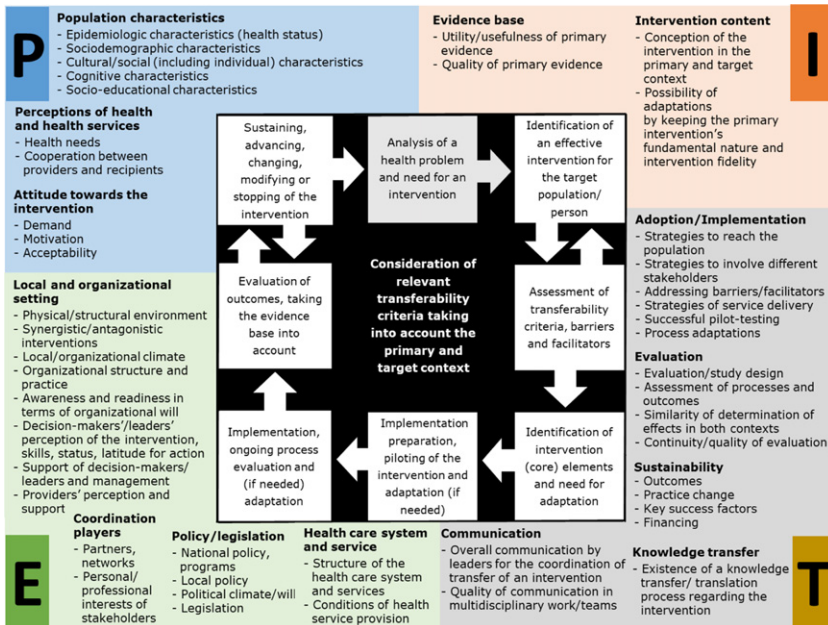 P
Population characteristics
- Epidemiologic characteristics (health status)
- Sociodemographic characteristics
- Cultural/social (including individual) characteristics
- Cognitive characteristics
- Socio-educational characteristics
Perceptions of health
and health services
- Health needs
- Cooperation between
providers and recipients
Attitude towards the
intervention
- Demand
- Motivation
- Acceptability
Evidence base
- Utility/usefulness of primary
evidence
- Quality of primary evidence
Intervention content
- Conception of the
intervention in the
primary and target
context
- Possibility of
adaptations
by keeping the primary
intervention's
fundamental nature and
intervention fidelity
I
Sustaining,
advancing,
changing,
modifying or
stopping of the
intervention
Analysis of a
health problem
and need for an
intervention
Identification of
an effective
intervention for
the target
population/
person
Evaluation of
outcomes, taking
the evidence
base into
account
Consideration of
relevant
transferability
criteria taking
into account the
primary and
target context
Assessment of
transferability
criteria, barriers
and facilitators
Implementation,
ongoing process
evaluation and
(if needed)
adaptation
Implementation
preparation,
piloting of the
intervention and
adaptation (if
needed)
Identification of
intervention
(core) elements
and need for
adaptation
Local and organizational
setting
- Physical/structural environment
- Synergistic/antagonistic
interventions
- Local/organizational climate
- Organizational structure and
practice
- Awareness and readiness in
terms of organizational will
- Decision-makers'/leaders'
perception of the intervention,
skills, status, latitude for action
- Support of decision-makers/
leaders and management
- Providers' perception and
support
E
Coordination
players
- Partners,
networks
- Personal/
professional
interests of
stakeholders
Policy/legislation
- National policy,
programs
- Local policy
- Political climate/will
- Legislation
Health care system
and service
- Structure of the
health care system
and services
- Conditions of health
service provision
Adoption/Implementation
- Strategies to reach the
population
- Strategies to involve different
stakeholders
- Addressing barriers/facilitators
- Strategies of service delivery
- Successful pilot-testing
- Process adaptations
Evaluation
- Evaluation/study design
- Assessment of processes and
outcomes
- Similarity of determination of
effects in both contexts
- Continuity/quality of evaluation
Sustainability
- Outcomes
- Practice change
- Key success factors
- Financing
Communication
- Overall communication by
leaders for the coordination of
transfer of an intervention
- Quality of communication in
multidisciplinary work/teams
Knowledge transfer
- Existence of a knowledge
transfer/ translation
process regarding the
intervention
T